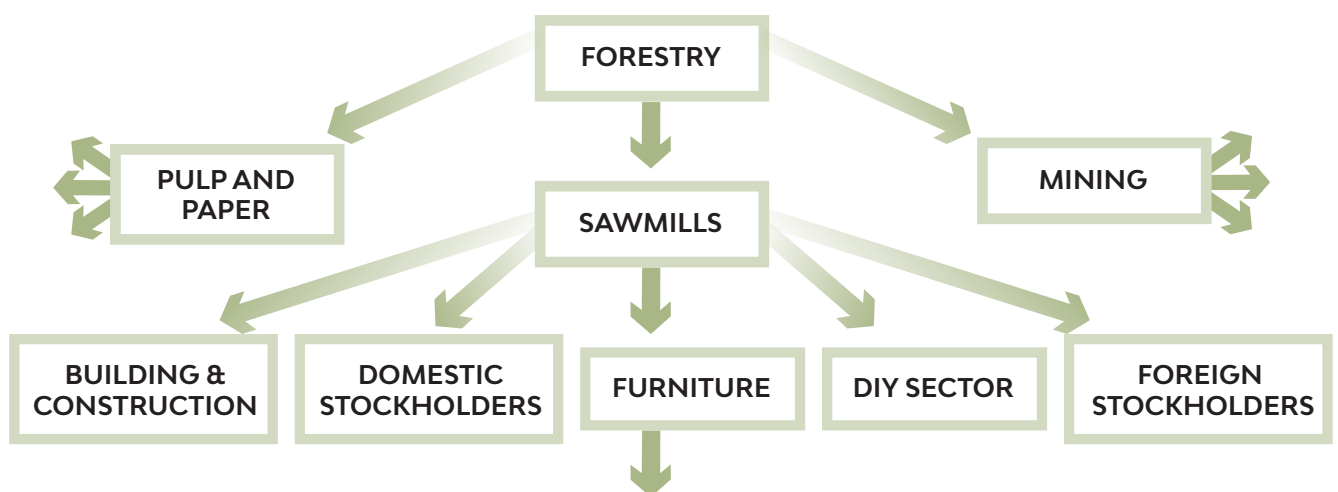 FORESTRY
PULP AND
PAPER
MINING
SAWMILLS
BUILDING &
CONSTRUCTION
DOMESTIC
STOCKHOLDERS
FURNITURE
DIY SECTOR
FOREIGN
STOCKHOLDERS